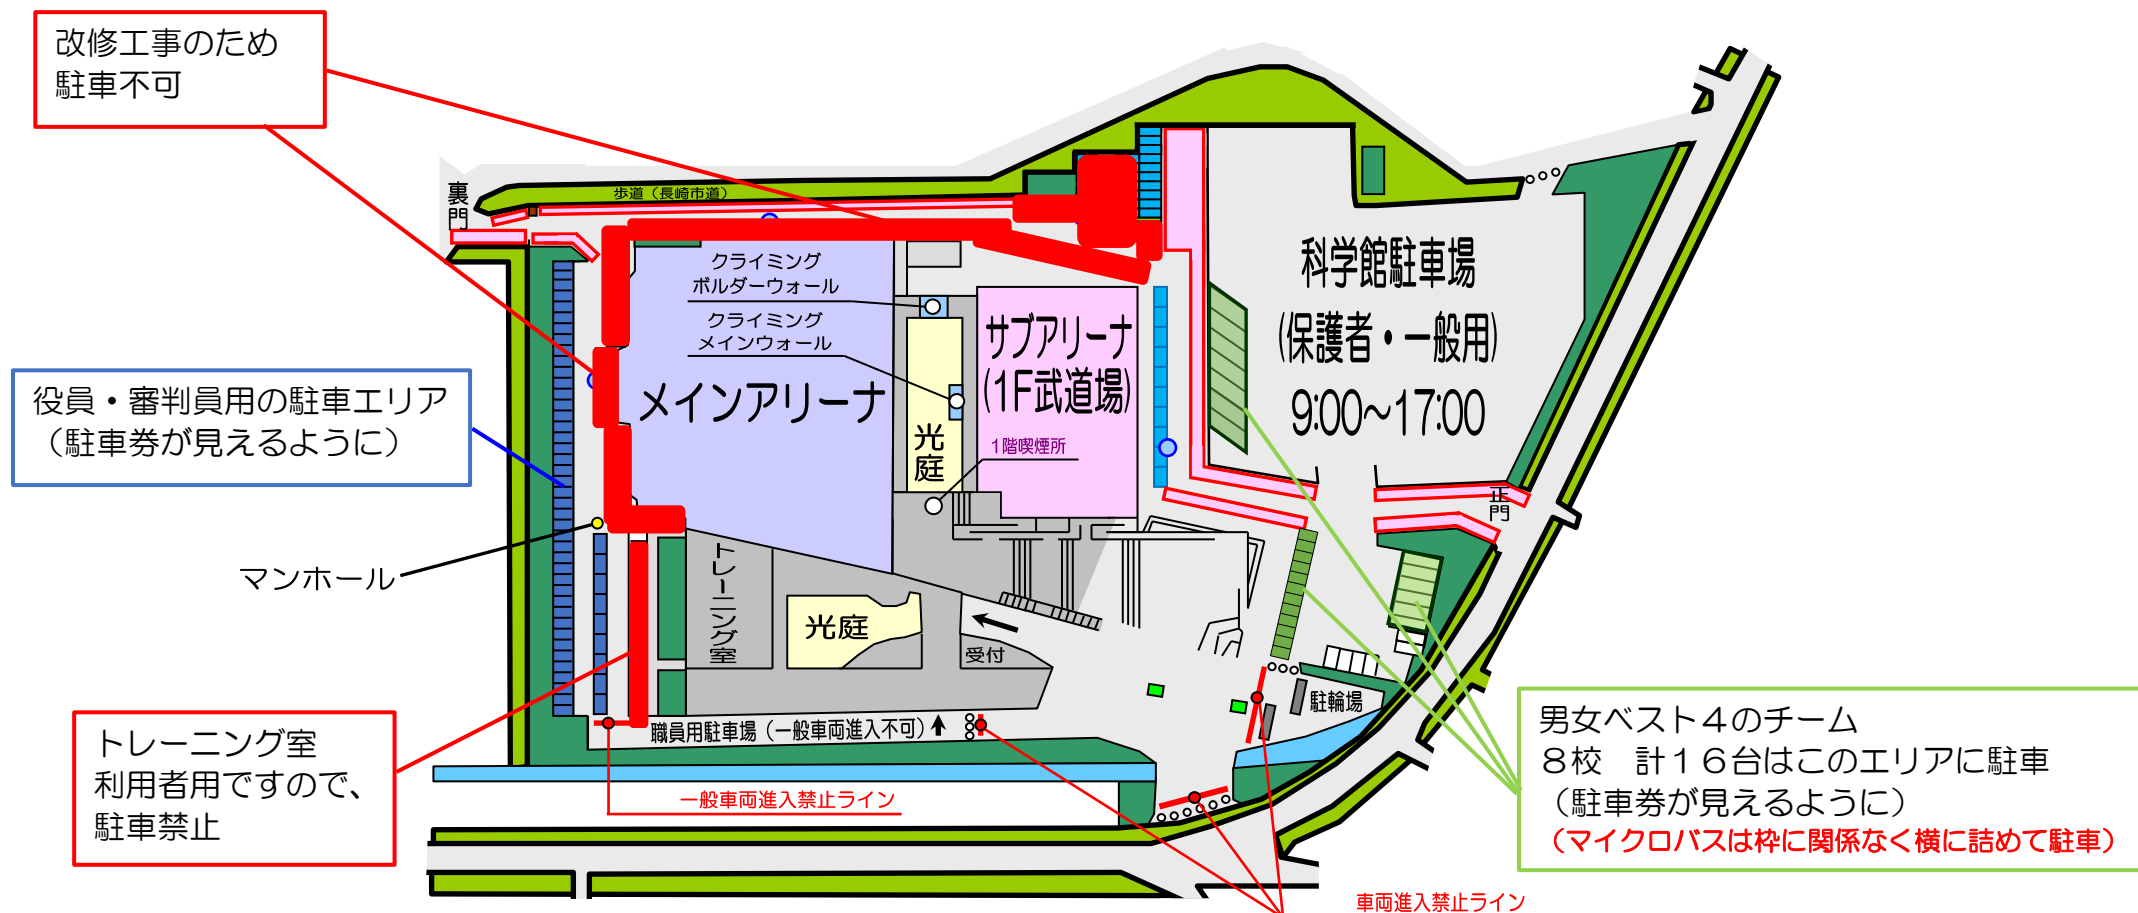 改修工事のため
駐車不可
裏門
歩道（長崎市道）
クライミング
ボルダーウォール
クライミング
メインウォール
メインアリーナ
光庭
サブアリーナ
(1F武道場)
1階喫煙所
科学館駐車場
(保護者・一般用)
9:00～17:00
正門
役員・審判員用の駐車エリア
（駐車券が見えるように）
マンホール
トレーニング室
光庭
受付
駐輪場
職員用駐車場（一般車両進入不可）
トレーニング室
利用者用ですので、
駐車禁止
一般車両進入禁止ライン
男女ベスト４のチーム
８校　計１６台はこのエリアに駐車
（駐車券が見えるように）
（マイクロバスは枠に関係なく横に詰めて駐車）
車両進入禁止ライン